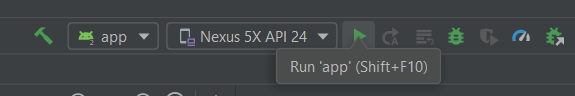 app
Nexus 5X API 24
Run 'app' (Shift+F10)